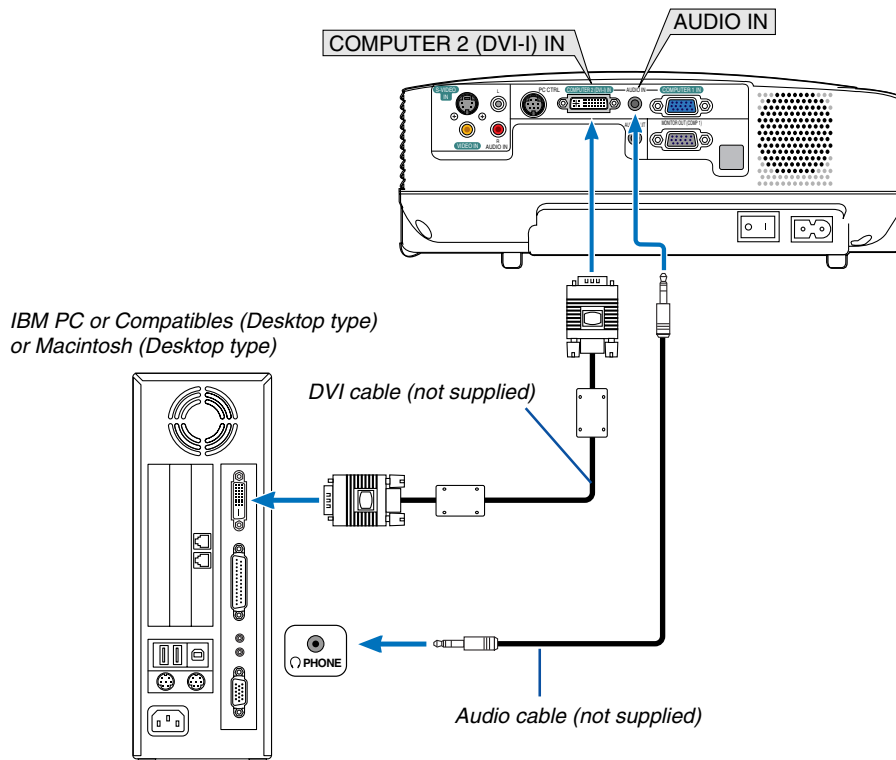 AUDIO IN
COMPUTER 2 (DVI-I) IN
S-VIDEO
IN
L
PC CTRL
COMPUTER 2 (DVI-I) IN
AUDIO IN
COMPUTER 1 IN
MONITOR OUT (COMP 1)
VIDEO IN
R
AUDIO IN
IBM PC or Compatibles (Desktop type)
or Macintosh (Desktop type)
DVI cable (not supplied)
PHONE
Audio cable (not supplied)